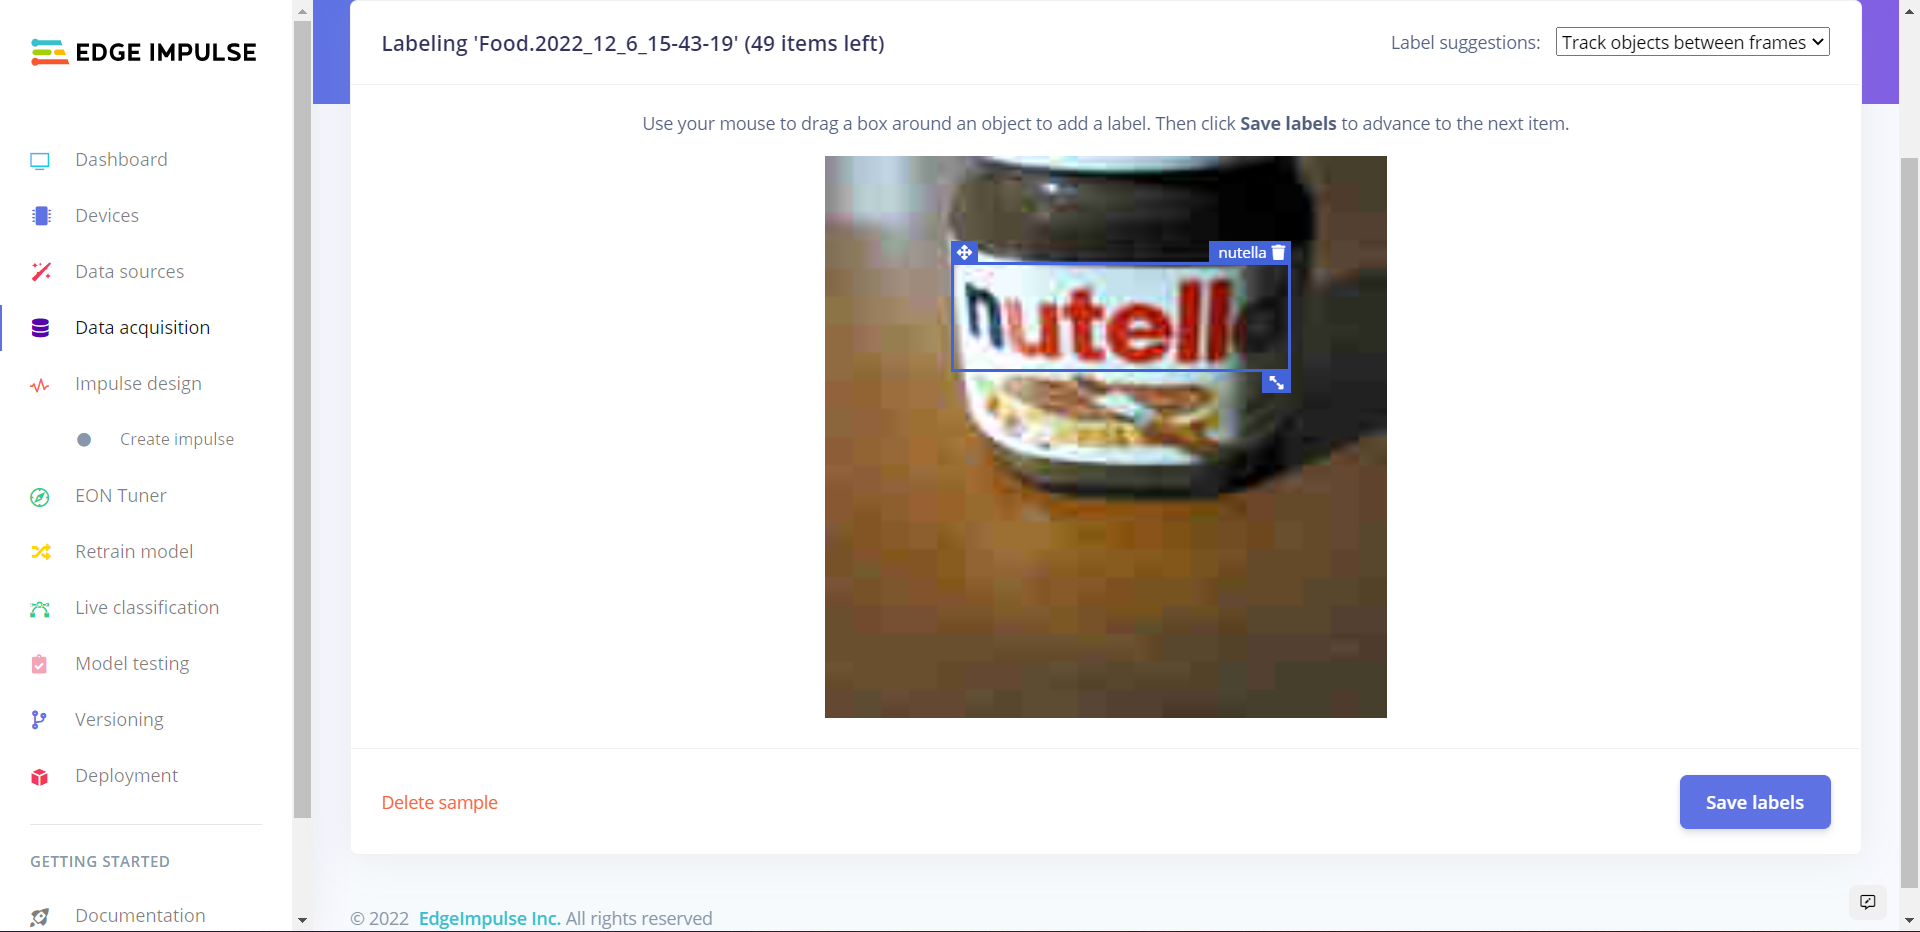 EDGE IMPULSE
Dashboard
Devices
Data sources
Data acquisition
Impulse design
Create impulse
EON Tuner
Retrain model
Live classification
Model testing
Versioning
Deployment
GETTING STARTED
Documentation
Labeling 'Food.2022_12_6_15-43-19' (49 items left)
Label suggestions: Track objects between frames
Use your mouse to drag a box around an object to add a label. Then click Save labels to advance to the next item.
nutella
nutella
Delete sample
Save labels
© 2022 EdgeImpulse Inc. All rights reserved